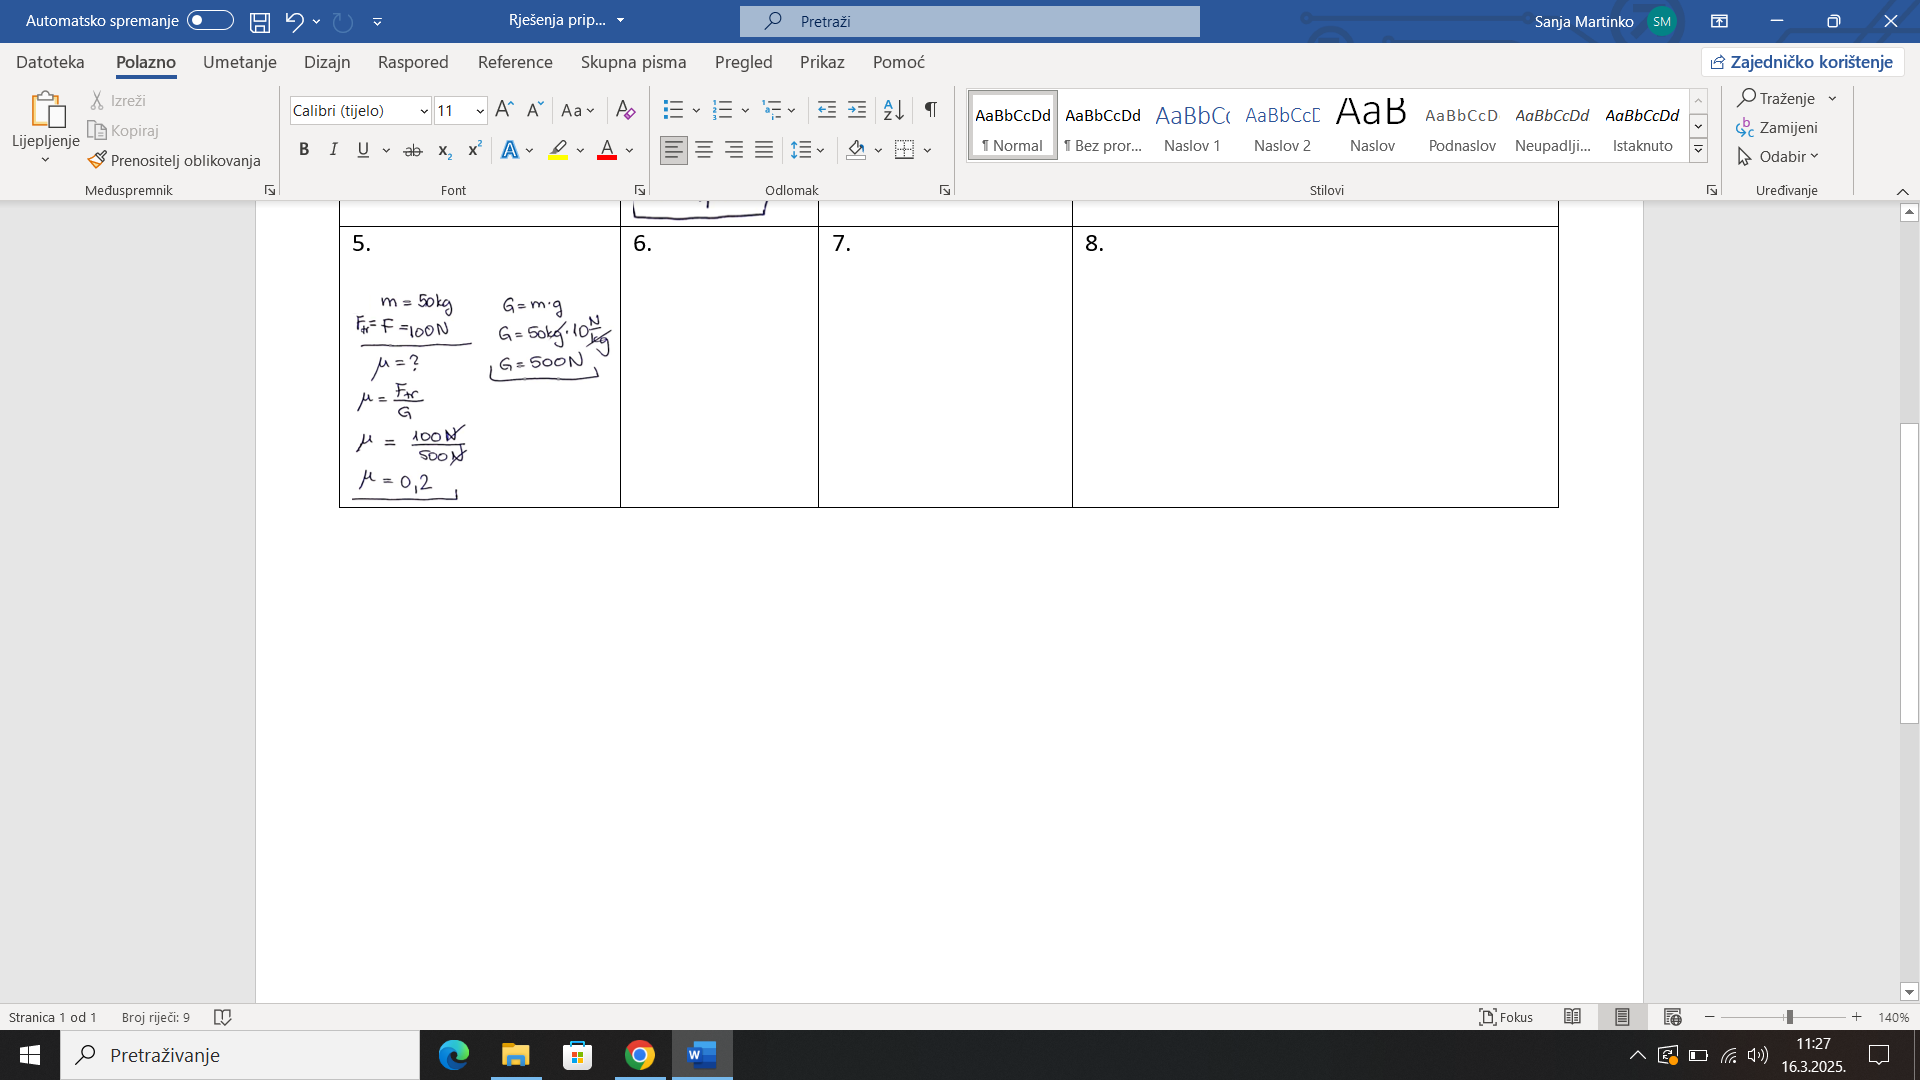 Automatsko spremanje
Rješenja prip...
Pretraži
Sanja Martinko
SM
Datoteka
Polazno
Umetanje
Dizajn
Raspored
Reference
Skupna pisma
Pregled
Prikaz
Pomoć
Zajedničko korištenje
Lijepljenje
Izreži
Kopiraj
Prenositelj oblikovanja
Međuspremnik
Calibri (tijelo)
11
Font
Odlomak
AaBbCcDd
¶ Normal
AaBbCcDd
¶ Bez pror...
AaBbCc
Naslov 1
AaBbCcE
Naslov 2
AaB
Naslov
AaBbCcD
Podnaslov
AaBbCcDd
Neupadlji...
AaBbCcDd
Istaknuto
Stilovi
Traženje
Zamijeni
Odabir
Uređivanje
5.
m = 50kg
Ftr = F = 100N
μ = ?
μ = Ftr/G
μ = 100N/500N
μ = 0,2
G = m·g
G = 50kg · 10 N/kg
G = 500N
6.
7.
8.
Stranica 1 od 1
Broj riječi: 9
Fokus
140%
Pretraživanje
11:27
16.3.2025.